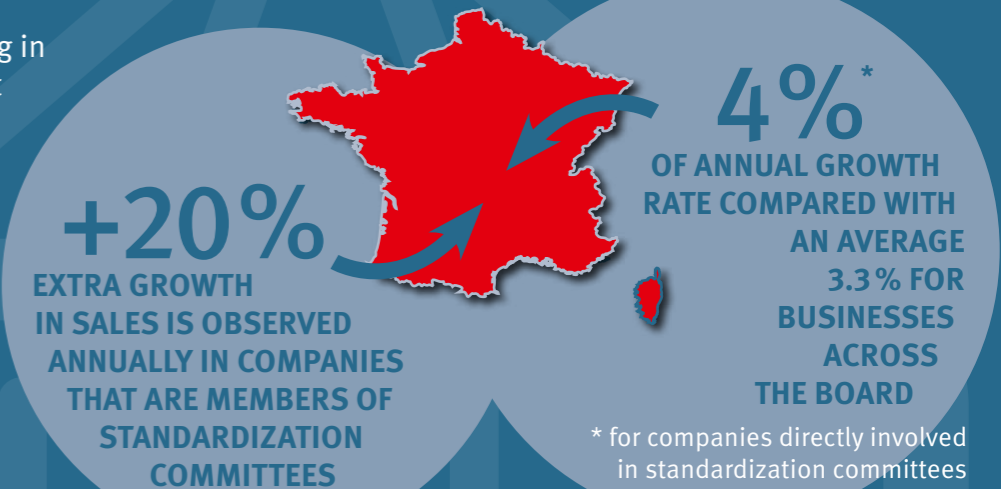 in
+20%
EXTRA GROWTH
IN SALES IS OBSERVED
ANNUALLY IN COMPANIES
THAT ARE MEMBERS OF
STANDARDIZATION
COMMITTEES
4%*
OF ANNUAL GROWTH
RATE COMPARED WITH
AN AVERAGE
3.3% FOR
BUSINESSES
ACROSS
THE BOARD
* for companies directly involved
in standardization committees